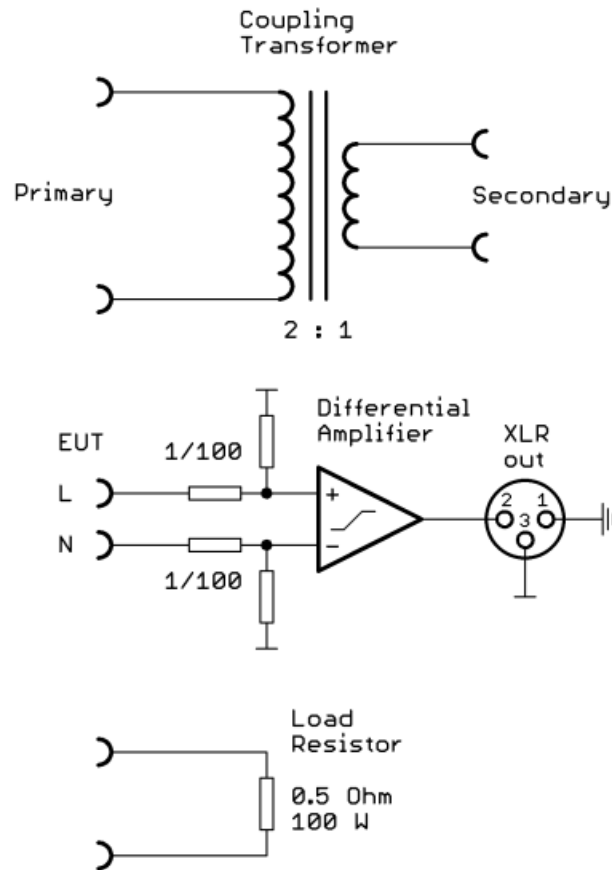 Coupling
Transformer
Primary
Secondary
2 : 1
Differential
Amplifier
XLR
out
EUT
1/100
L
N
+
-
2 1
3
1/100
Load
Resistor
0.5 Ohm
100 W